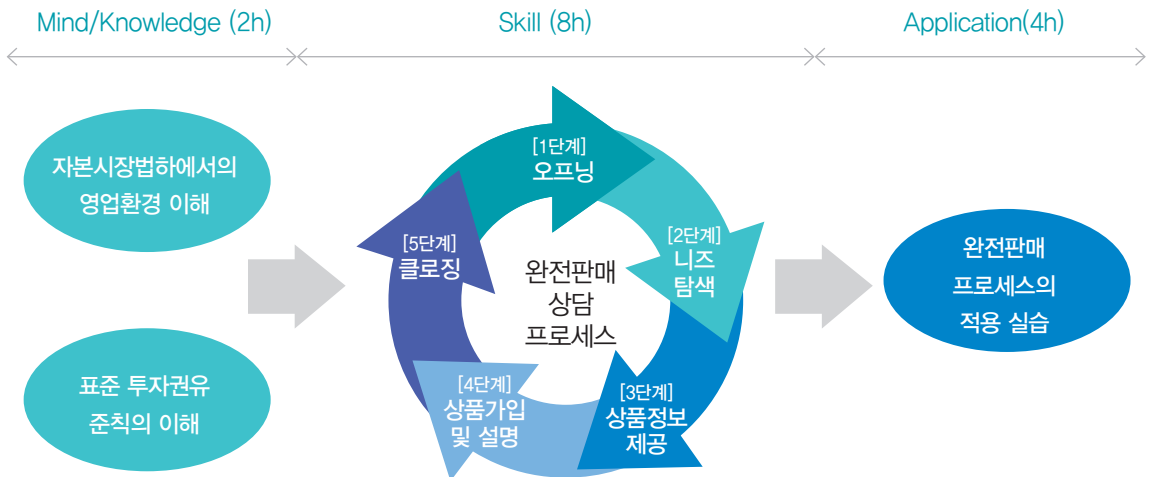 Mind/Knowledge (2h)
Skill (8h)
Application(4h)
자본시장법하에서의
영업환경 이해
표준 투자권유
준칙의 이해
[1단계]
오프닝
[2단계]
니즈
탐색
[3단계]
상품정보
제공
[4단계]
상품가입
및 설명
[5단계]
클로징
완전판매
상담
프로세스
완전판매
프로세스의
적용 실습